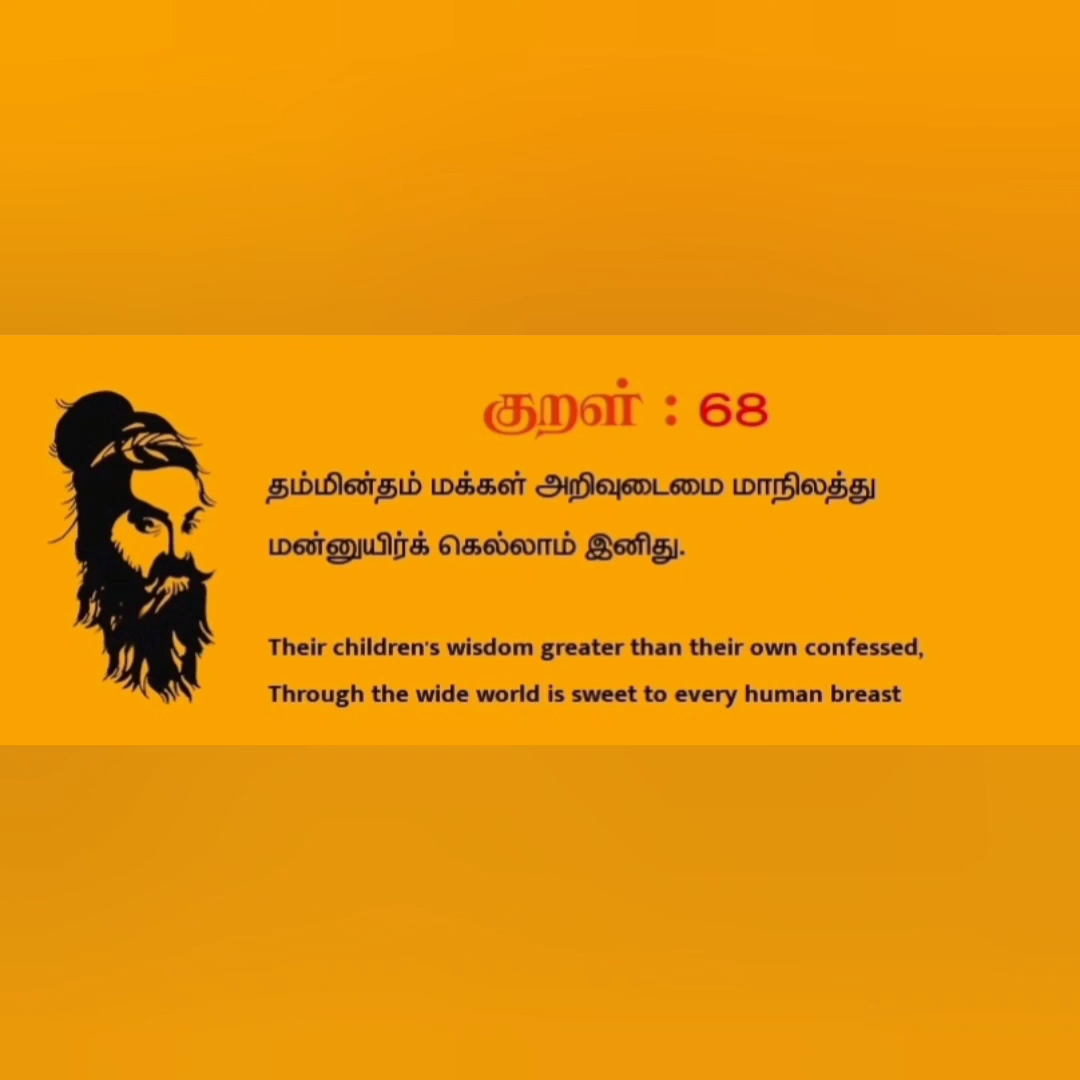 குறள் : 68
தம்மின்தம் மக்கள் அறிவுடைமை மாநிலத்து
மன்னுயிர்க் கெல்லாம் இனிது.
Their children's wisdom greater than their own confessed,
Through the wide world is sweet to every human breast